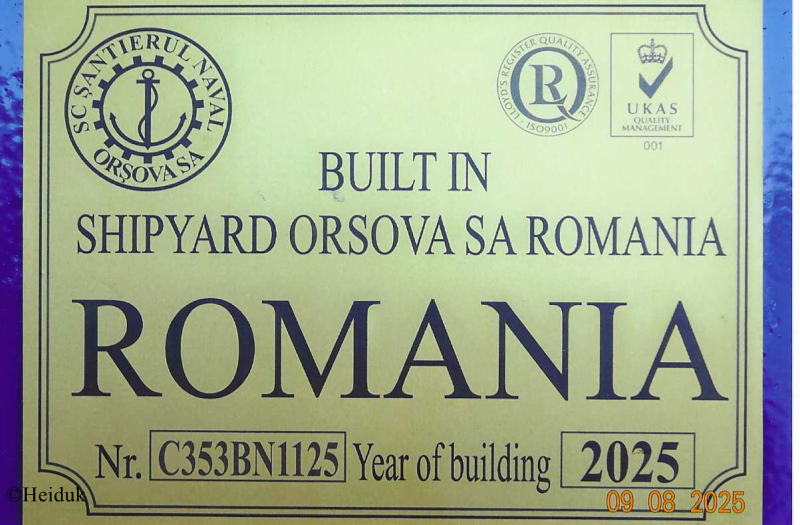 SC ŞANTIERUL NAVAL
ORŞOVA SA
LLOYD'S REGISTER QUALITY ASSURANCE
· ISO9001 ·
LRQ
UKAS
QUALITY
MANAGEMENT
001
BUILT IN
SHIPYARD ORSOVA SA ROMANIA
ROMANIA
Nr. C353BN1125 Year of building 2025
©Heiduk
09 08 2025